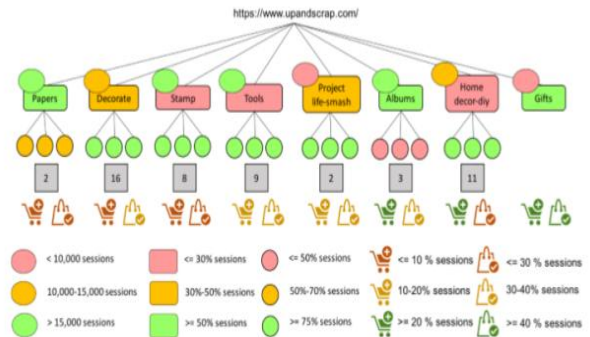 https://www.upandscrap.com/
Papers
Decorate
Stamp
Tools
Project
life-smash
Albums
Home
decor-diy
Gifts
2
16
8
9
2
3
11
< 10,000 sessions
<= 30% sessions
<= 50% sessions
<= 10 % sessions
<= 30 % sessions
10,000-15,000 sessions
30%-50% sessions
50%-70% sessions
10-20% sessions
30-40% sessions
> 15,000 sessions
>= 50% sessions
>= 75% sessions
>= 20 % sessions
>= 40 % sessions